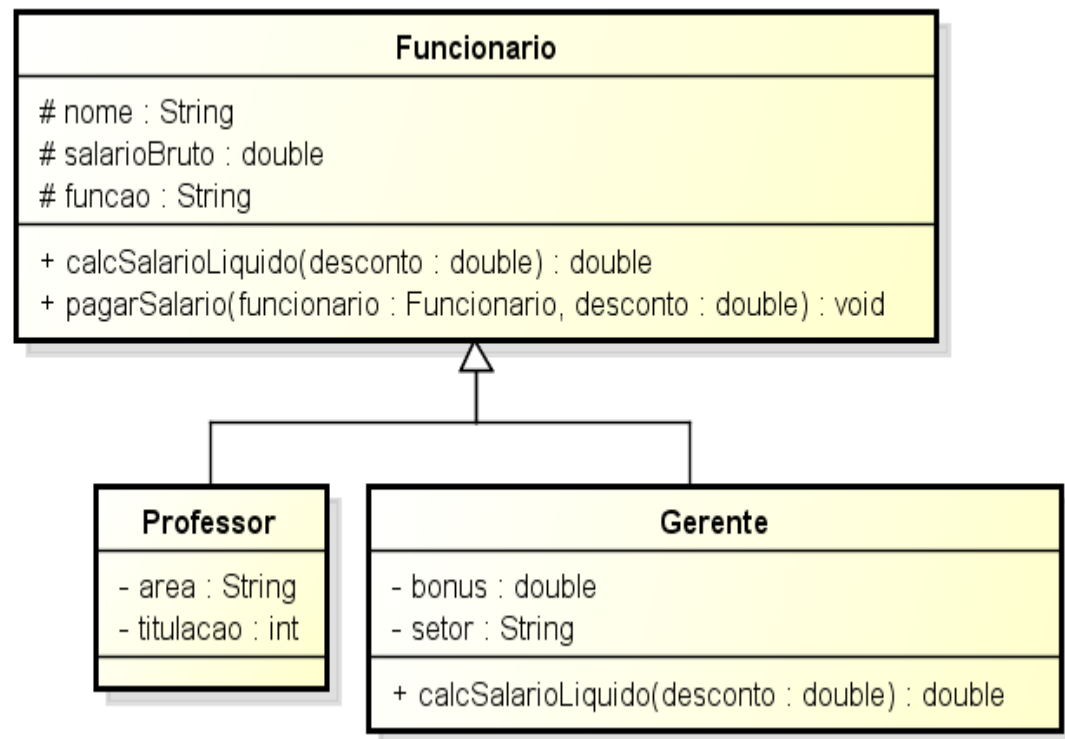 Funcionario
# nome : String
# salarioBruto : double
# funcao : String
+ calcSalarioLiquido(desconto : double) : double
+ pagarSalario(funcionario : Funcionario, desconto : double) : void
Professor
- area : String
- titulacao : int
Gerente
- bonus : double
- setor : String
+ calcSalarioLiquido(desconto : double) : double